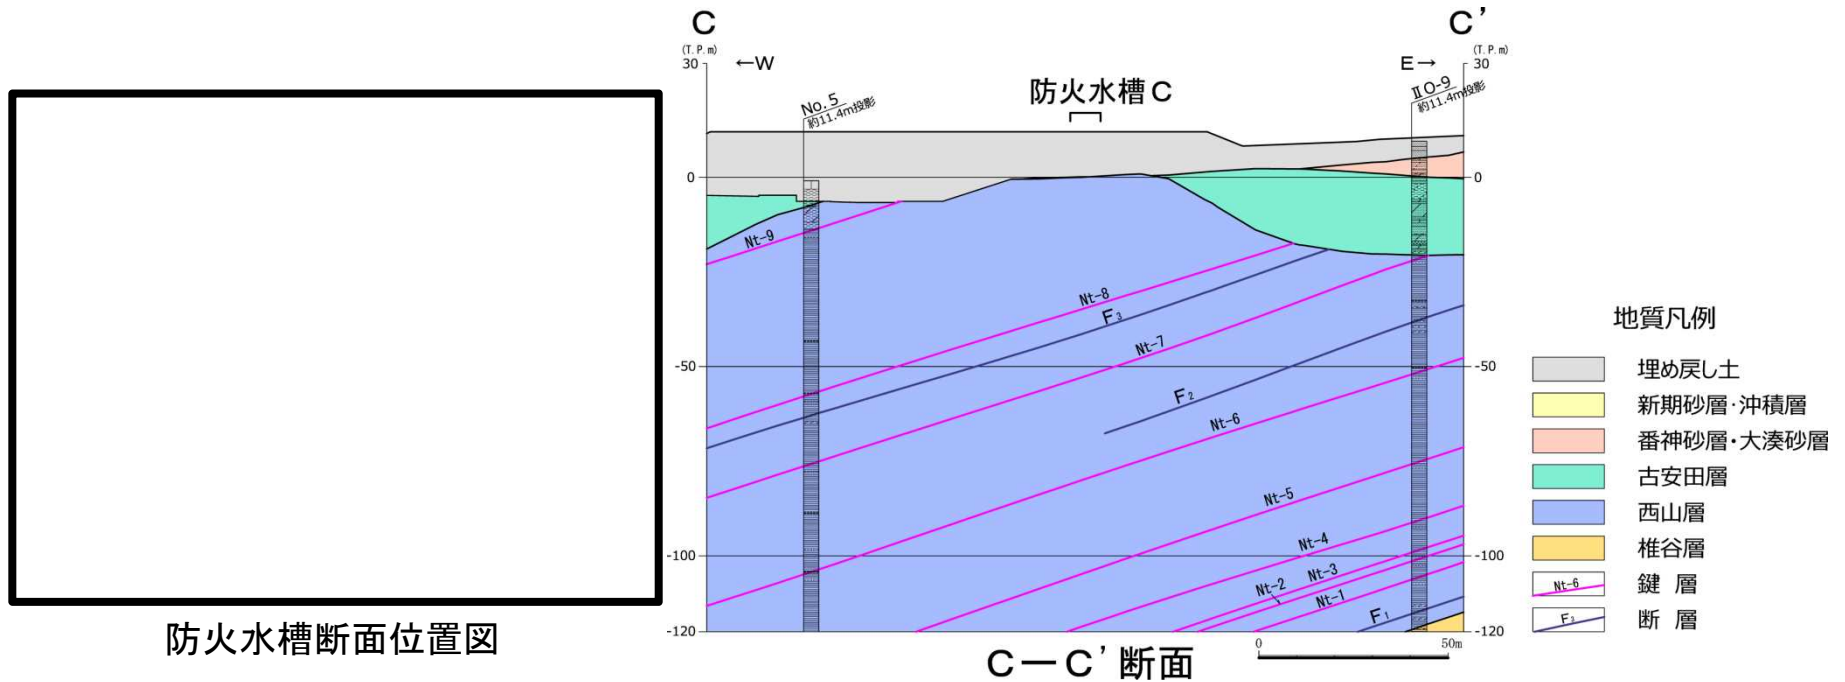 C
C'
(T.P.m)
(T.P.m)
30
30
←W
E→
防火水槽C
No.5
約11.4m投影
ⅡO-9
約11.4m投影
0
0
Nt-9
Nt-8
F3
Nt-7
-50
-50
F2
Nt-6
Nt-5
Nt-4
-100
-100
Nt-3
Nt-2
Nt-1
F1
-120
-120
0
50m
C－C'断面
防火水槽断面位置図
地質凡例
埋め戻し土
新期砂層・沖積層
番神砂層・大湊砂層
古安田層
西山層
椎谷層
Nt-6
鍵 層
F3
断 層